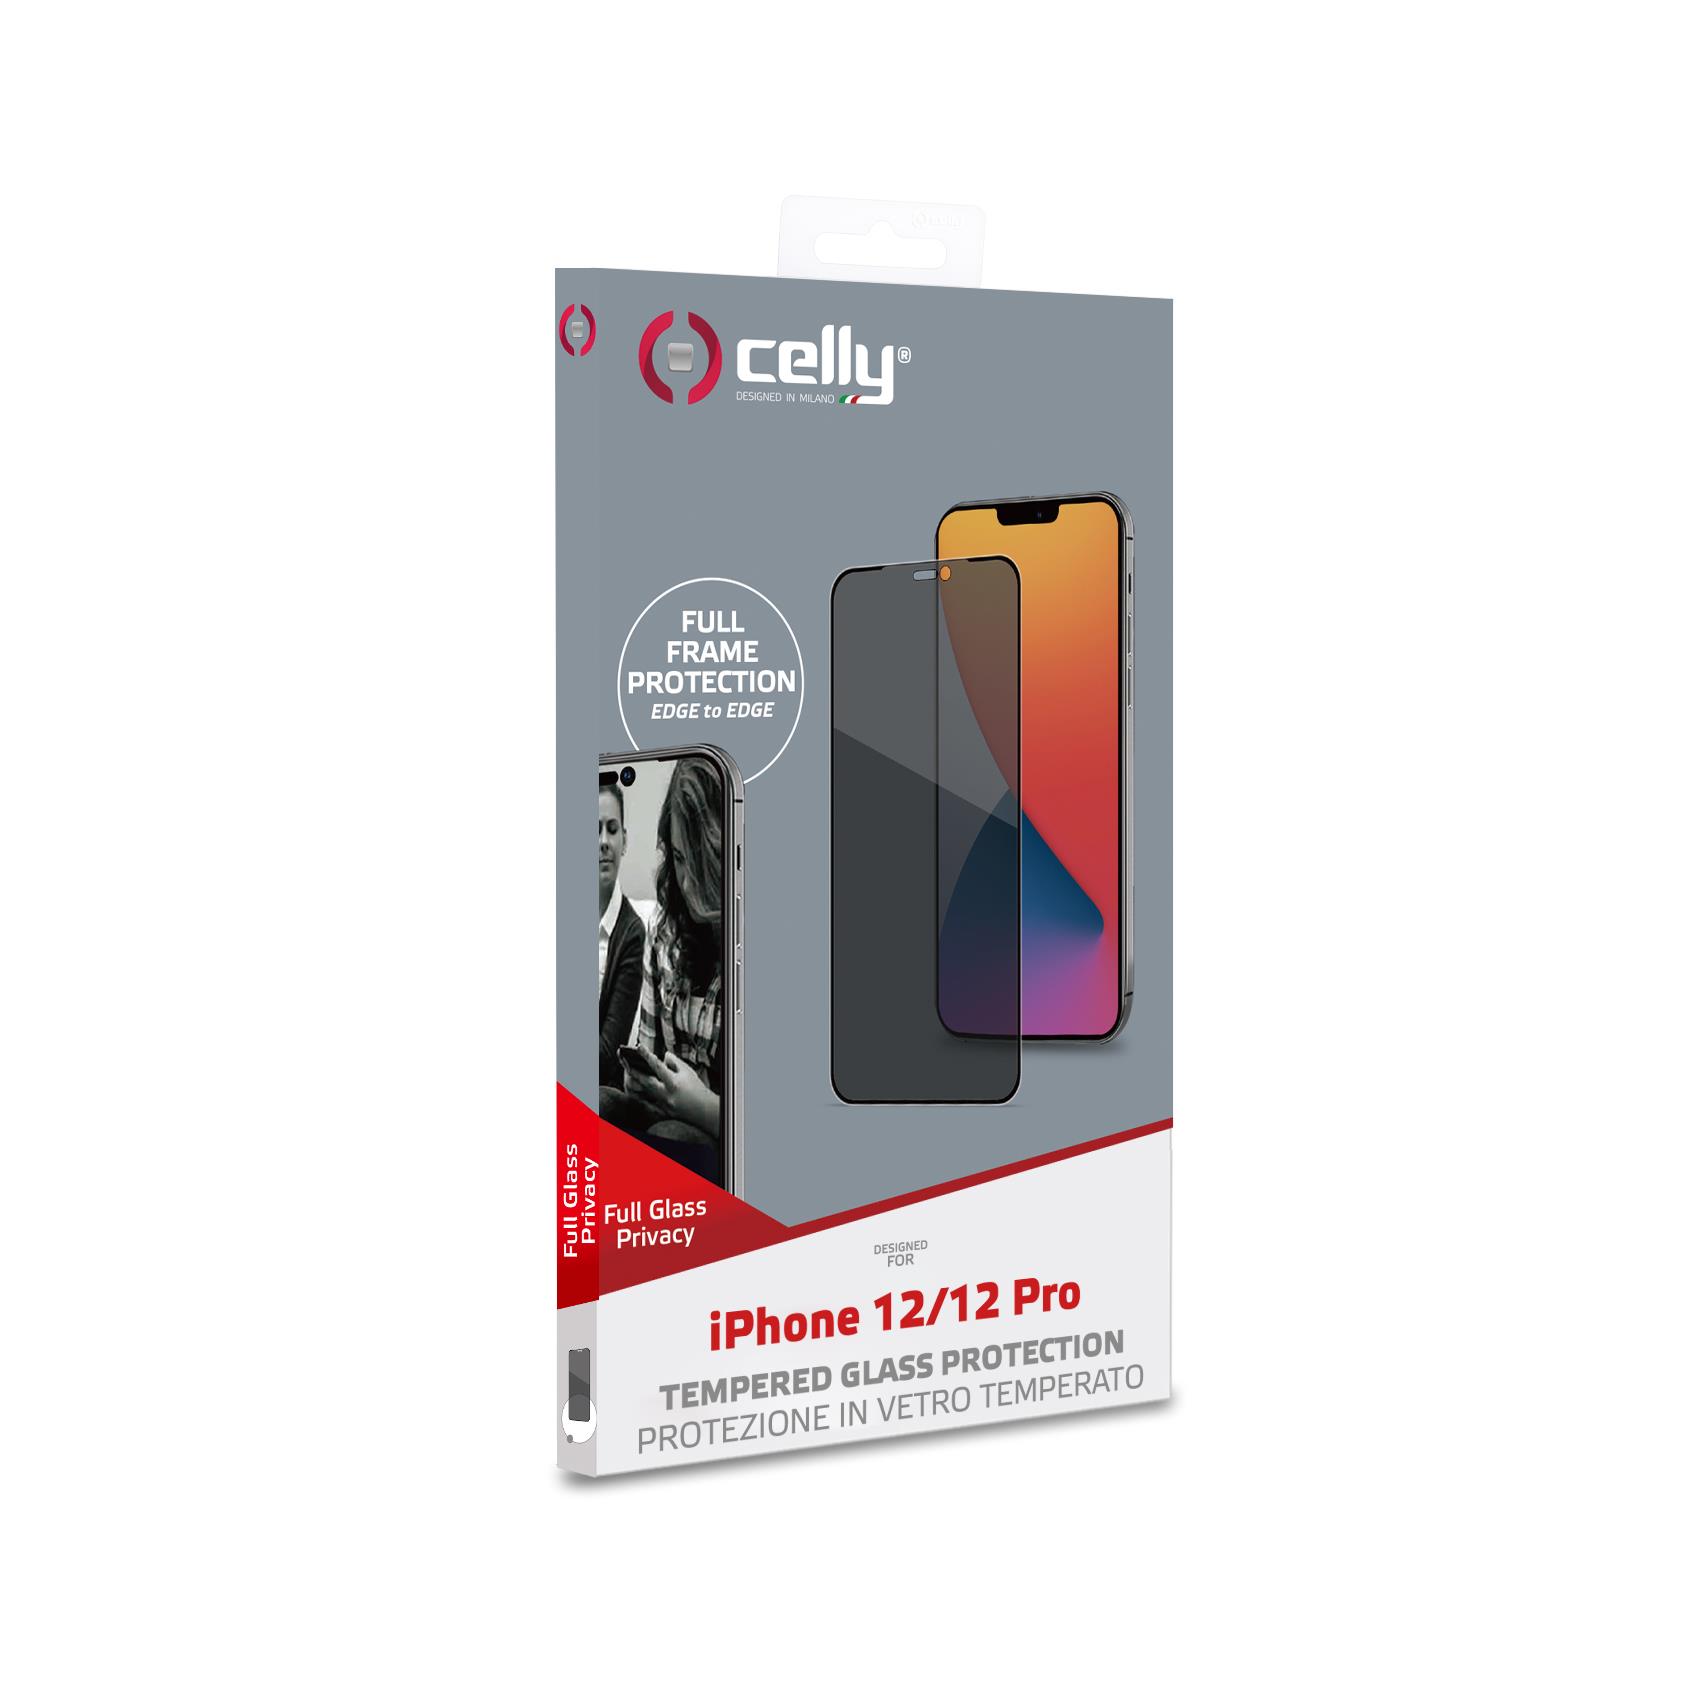 celly
celly®
DESIGNED IN MILANO
FULL
FRAME
PROTECTION
EDGE to EDGE
Full Glass
Privacy
Full Glass
Privacy
DESIGNED
FOR
iPhone 12/12 Pro
TEMPERED GLASS PROTECTION
PROTEZIONE IN VETRO TEMPERATO